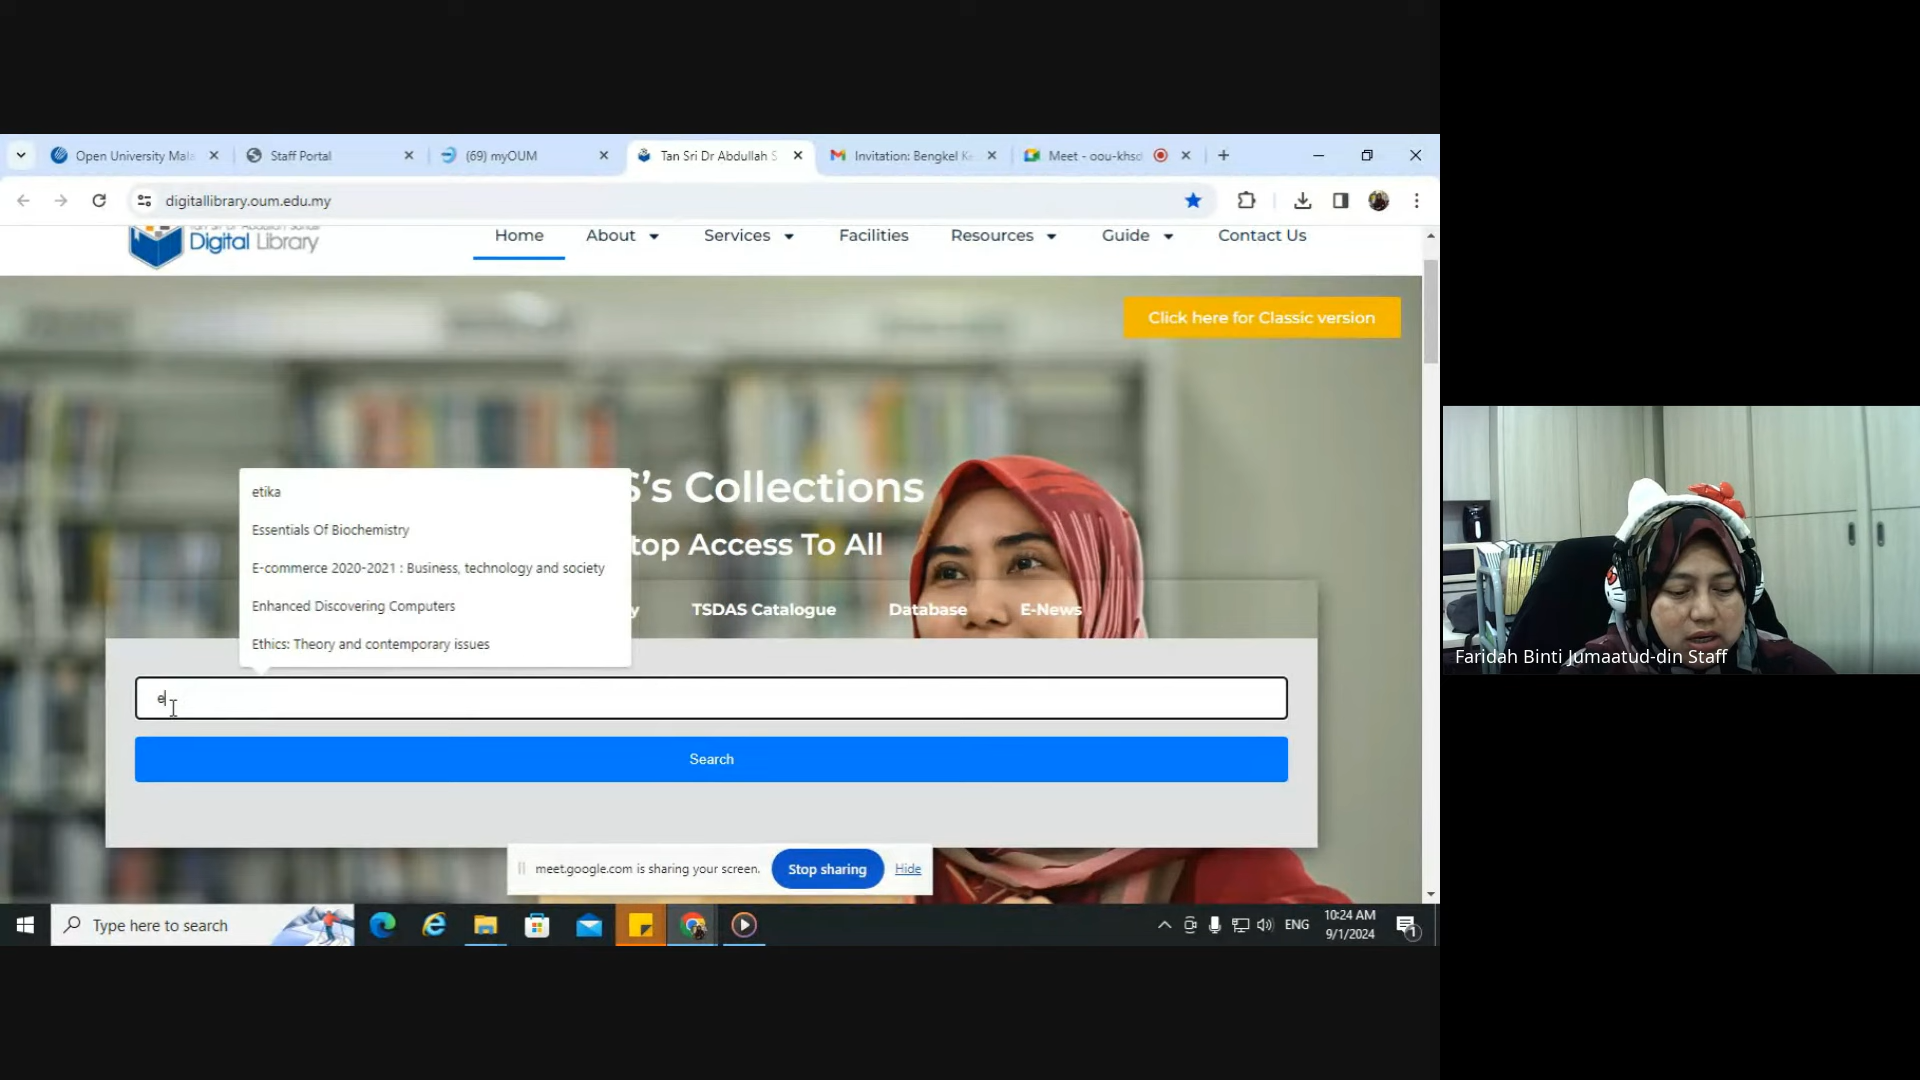 Open University Mala
Staff Portal
(69) myOUM
Tan Sri Dr Abdullah S
Invitation: Bengkel K
Meet - oou-khsd
digitallibrary.oum.edu.my
Digital Library
Home
About
Services
Facilities
Resources
Guide
Contact Us
Click here for Classic version
S's Collections
top Access To All
etika
Essentials Of Biochemistry
E-commerce 2020-2021 : Business, technology and society
Enhanced Discovering Computers
Ethics: Theory and contemporary issues
y
TSDAS Catalogue
Database
E-News
e
Search
meet.google.com is sharing your screen.
Stop sharing
Hide
Type here to search
ENG
10:24 AM
9/1/2024
1
Faridah Binti Jumaatud-din Staff